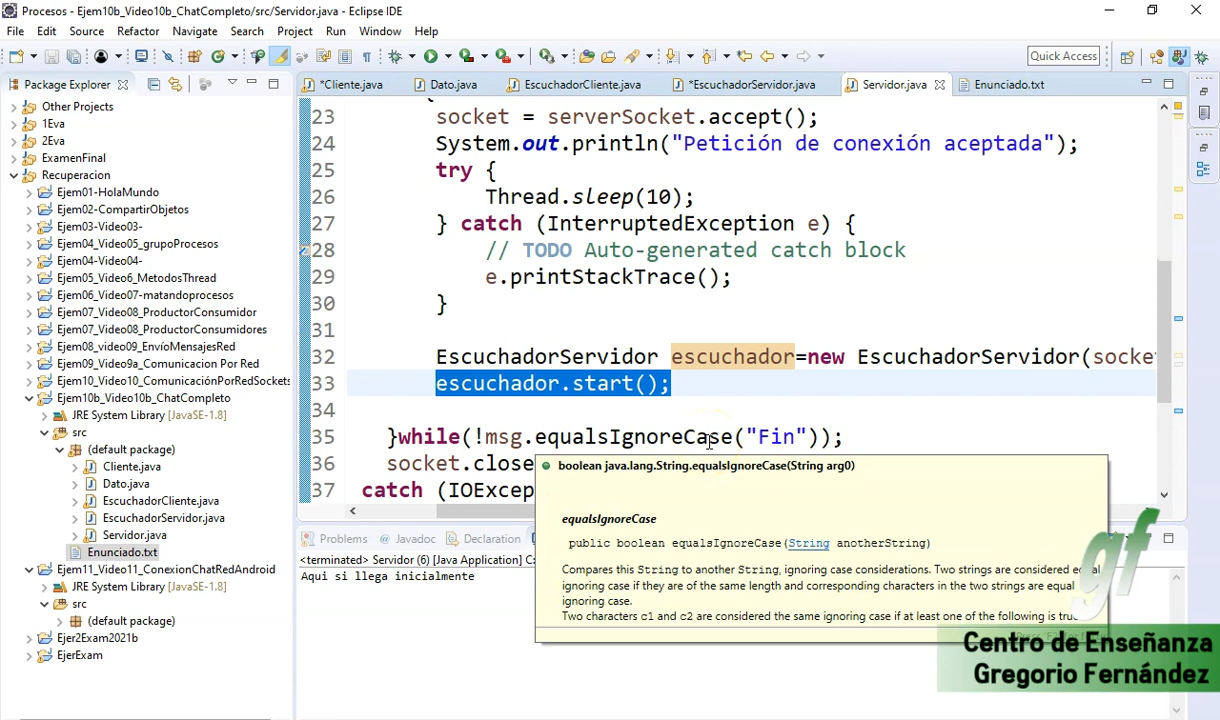 Procesos - Ejem10b_Video10b_ChatCompleto/src/Servidor.java - Eclipse IDE
File Edit Source Refactor Navigate Search Project Run Window Help
Quick Access
Package Explorer
*Cliente.java Dato.java EscuchadorCliente.java *EscuchadorServidor.java Servidor.java Enunciado.txt
Other Projects
1Eva
2Eva
ExamenFinal
Recuperacion
Ejem01-HolaMundo
Ejem02-CompartirObjetos
Ejem03-Video03-
Ejem04_Video05_grupoProcesos
Ejem04-Video04-
Ejem05_Video6_MetodosThread
Ejem06_Video07-matandoprocesos
Ejem07_Video08_ProductorConsumidor
Ejem07_Video08_ProductorConsumidores
Ejem08_video09_EnvíoMensajesRed
Ejem09_Video09a_Comunicacion Por Red
Ejem10_Video10_ComunicaciónPorRedSockets
Ejem10b_Video10b_ChatCompleto
JRE System Library [JavaSE-1.8]
src
(default package)
Cliente.java
Dato.java
EscuchadorCliente.java
EscuchadorServidor.java
Servidor.java
Enunciado.txt
Ejem11_Video11_ConexionChatRedAndroid
JRE System Library [JavaSE-1.8]
src
(default package)
Ejer2Exam2021b
EjerExam
{
23 socket = serverSocket.accept();
24 System.out.println("Petición de conexión aceptada");
25 try {
26 Thread.sleep(10);
27 } catch (InterruptedException e) {
28 // TODO Auto-generated catch block
29 e.printStackTrace();
30 }
31
32 EscuchadorServidor escuchador=new EscuchadorServidor(socke
33 escuchador.start();
34
35 }while(!msg.equalsIgnoreCase("Fin"));
36 socket.close
37 catch (IOExcep
boolean java.lang.String.equalsIgnoreCase(String arg0)
equalsIgnoreCase
public boolean equalsIgnoreCase(String anotherString)
Compares this String to another String, ignoring case considerations. Two strings are considered equal
ignoring case if they are of the same length and corresponding characters in the two strings are equal
ignoring case.
Two characters c1 and c2 are considered the same ignoring case if at least one of the following is true
Problems Javadoc Declaration
<terminated> Servidor (6) [Java Application] C:
Aqui si llega inicialmente
gf
Centro de Enseñanza
Gregorio Fernández